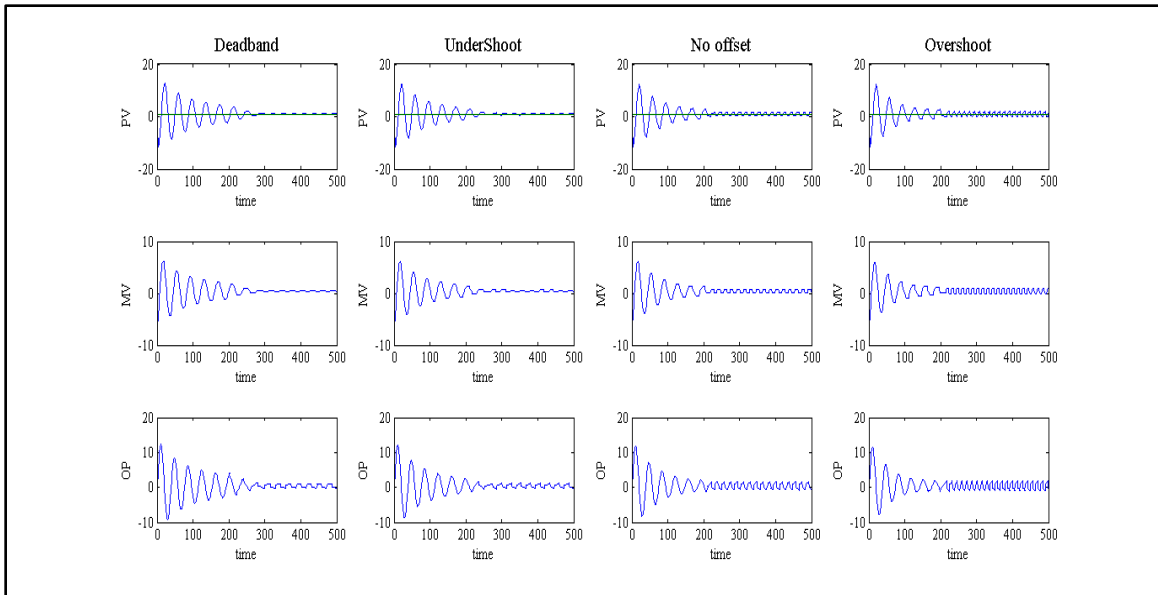 Deadband UnderShoot No offset Overshoot
20 20 20 20
PV 0 PV 0 PV 0 PV 0
-20 -20 -20 -20
0 100 200 300 400 500 0 100 200 300 400 500 0 100 200 300 400 500 0 100 200 300 400 500
time time time time
10 10 10 10
MV 0 MV 0 MV 0 MV 0
-10 -10 -10 -10
0 100 200 300 400 500 0 100 200 300 400 500 0 100 200 300 400 500 0 100 200 300 400 500
time time time time
20 20 20 20
10 10 10 10
OP 0 OP 0 OP 0 OP 0
-10 -10 -10 -10
0 100 200 300 400 500 0 100 200 300 400 500 0 100 200 300 400 500 0 100 200 300 400 500
time time time time